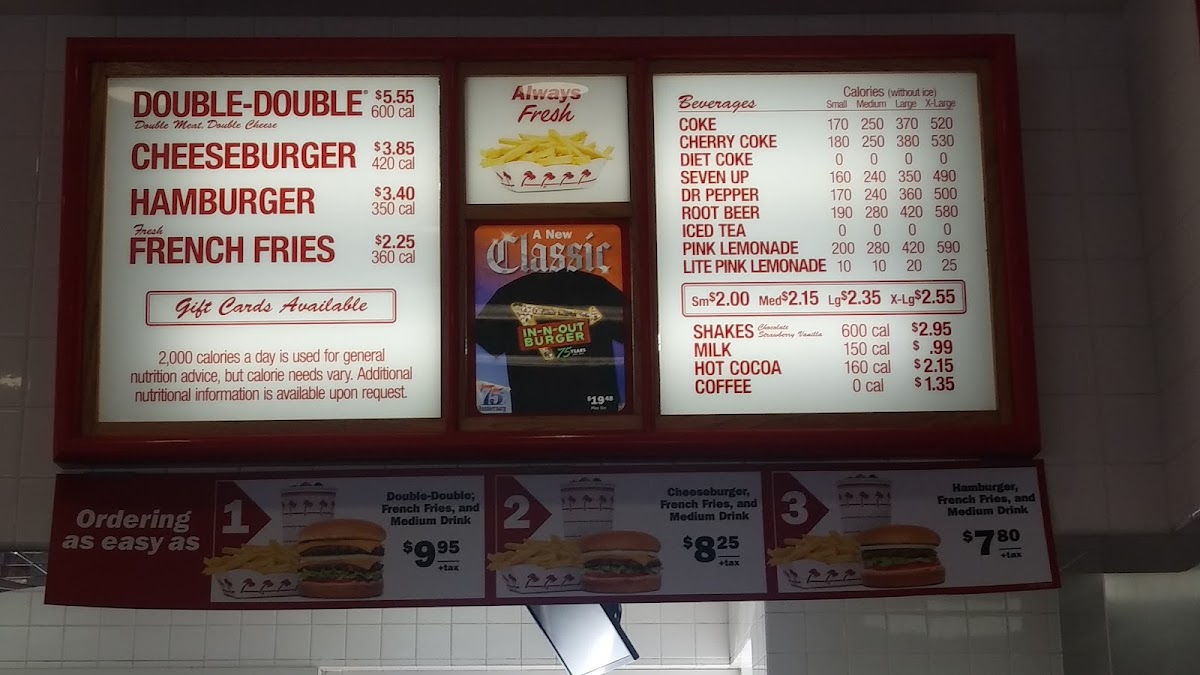 DOUBLE-DOUBLE® $5.55
Double Meat. Double Cheese 600 cal
CHEESEBURGER $3.85
420 cal
HAMBURGER $3.40
350 cal
Fresh
FRENCH FRIES $2.25
360 cal
Gift Cards Available
2,000 calories a day is used for general
nutrition advice, but calorie needs vary. Additional
nutritional information is available upon request.
Always
Fresh
A New
Classic
IN-N-OUT
BURGER
75 YEARS
75th
Anniversary
$19.48
Plus Tax
Calories (without ice)
Beverages Small Medium Large X-Large
COKE 170 250 370 520
CHERRY COKE 180 250 380 530
DIET COKE 0 0 0 0
SEVEN UP 160 240 350 490
DR PEPPER 170 240 360 500
ROOT BEER 190 280 420 580
ICED TEA 0 0 0 0
PINK LEMONADE 200 280 420 590
LITE PINK LEMONADE 10 10 20 25
Sm $2.00 Med $2.15 Lg $2.35 X-Lg $2.55
SHAKES Chocolate Strawberry Vanilla 600 cal $2.95
MILK 150 cal $ .99
HOT COCOA 160 cal $2.15
COFFEE 0 cal $1.35
Ordering
as easy as
1
Double-Double,
French Fries, and
Medium Drink
$9.95
+tax
2
Cheeseburger,
French Fries, and
Medium Drink
$8.25
+tax
3
Hamburger,
French Fries, and
Medium Drink
$7.80
+tax